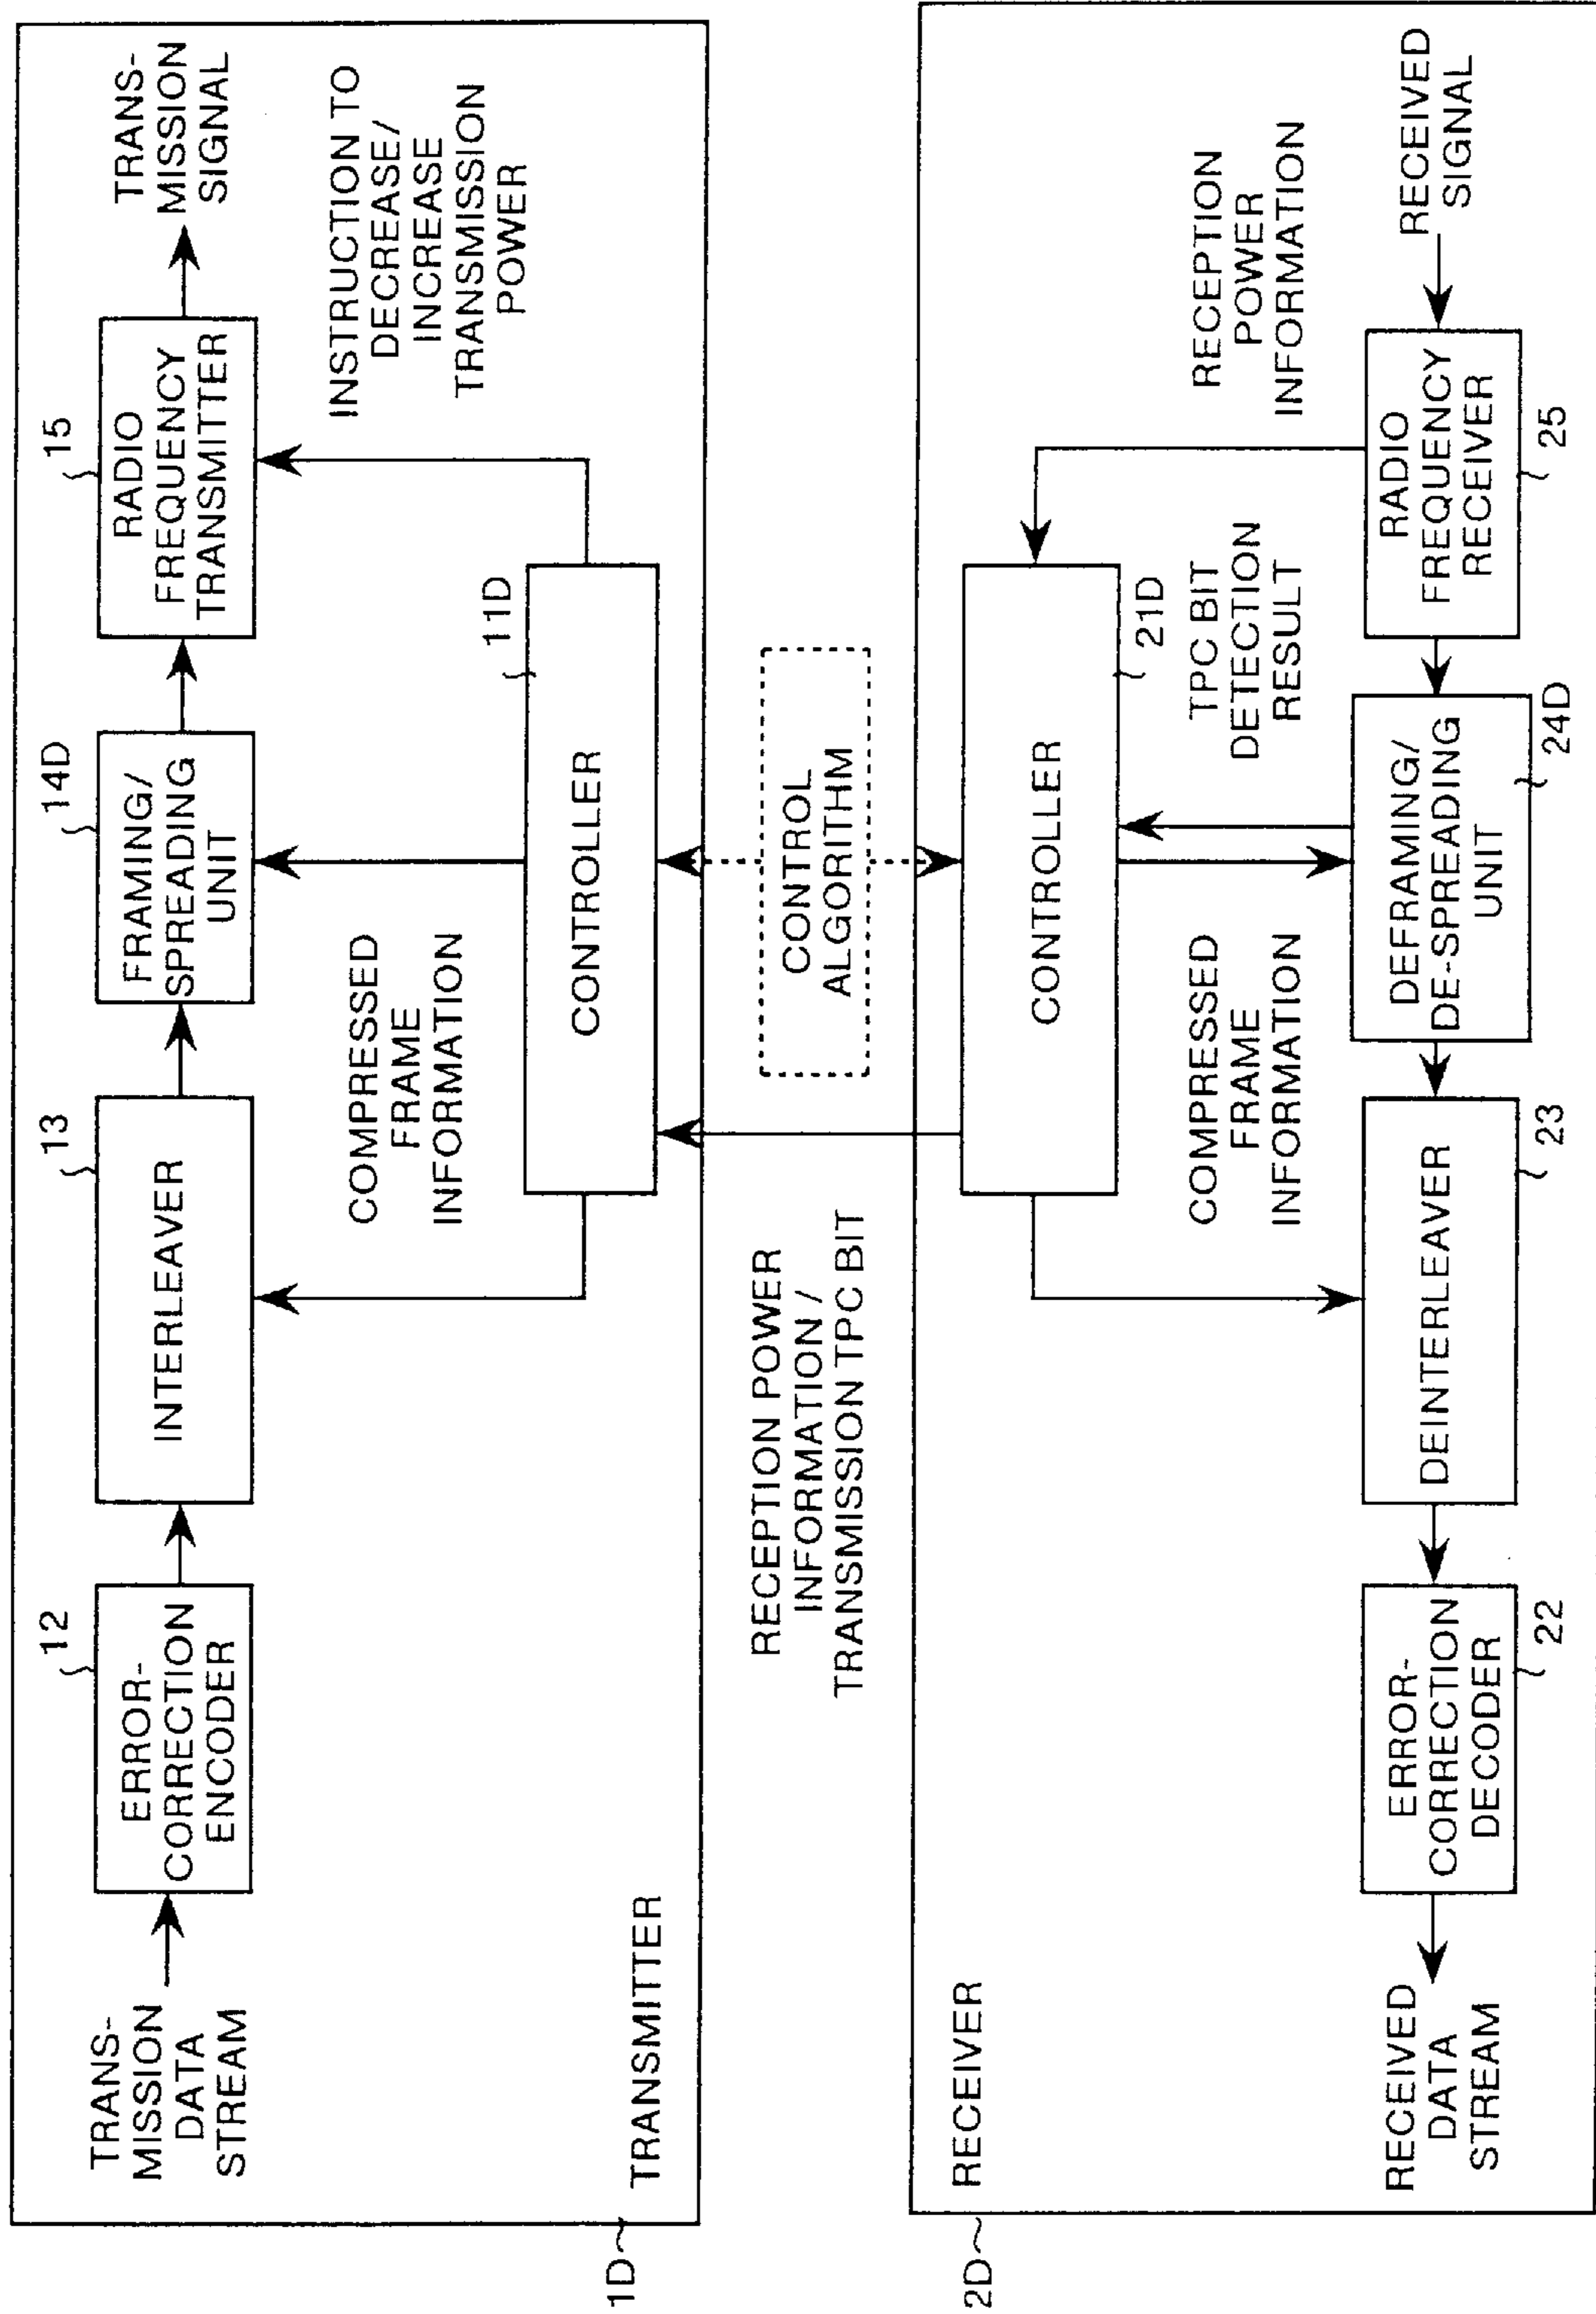 TRANS-
MISSION
DATA
STREAM
12
ERROR-
CORRECTION
ENCODER
13
INTERLEAVER
14D
FRAMING/
SPREADING
UNIT
15
RADIO
FREQUENCY
TRANSMITTER
TRANS-
MISSION
SIGNAL
COMPRESSED
FRAME
INFORMATION
INSTRUCTION TO
DECREASE/
INCREASE
TRANSMISSION
POWER
11D
CONTROLLER
TRANSMITTER
1D
RECEPTION POWER
INFORMATION /
TRANSMISSION TPC BIT
CONTROL
ALGORITHM
2D
RECEIVER
CONTROLLER
21D
COMPRESSED
FRAME
INFORMATION
TPC BIT
DETECTION
RESULT
RECEPTION
POWER
INFORMATION
RECEIVED
DATA
STREAM
ERROR-
CORRECTION
DECODER
22
DEINTERLEAVER
23
DEFRAMING/
DE-SPREADING
UNIT
24D
RADIO
FREQUENCY
RECEIVER
25
RECEIVED
SIGNAL